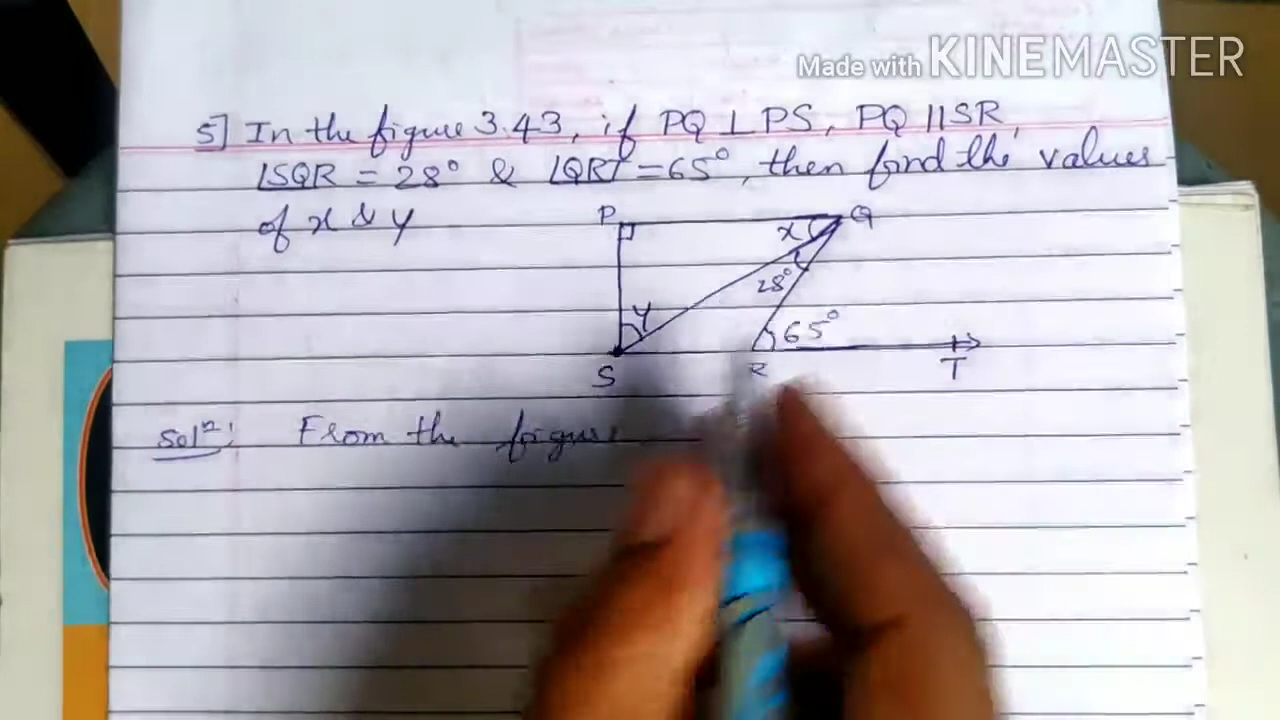 Made with KINEMASTER
5] In the figure 3.43, if PQ ⊥ PS, PQ || SR,
∠SQR = 28° & ∠QRT = 65°, then find the values
of x & y
P
Q
x
28°
y
65°
S
R
T
Solⁿ: From the figure